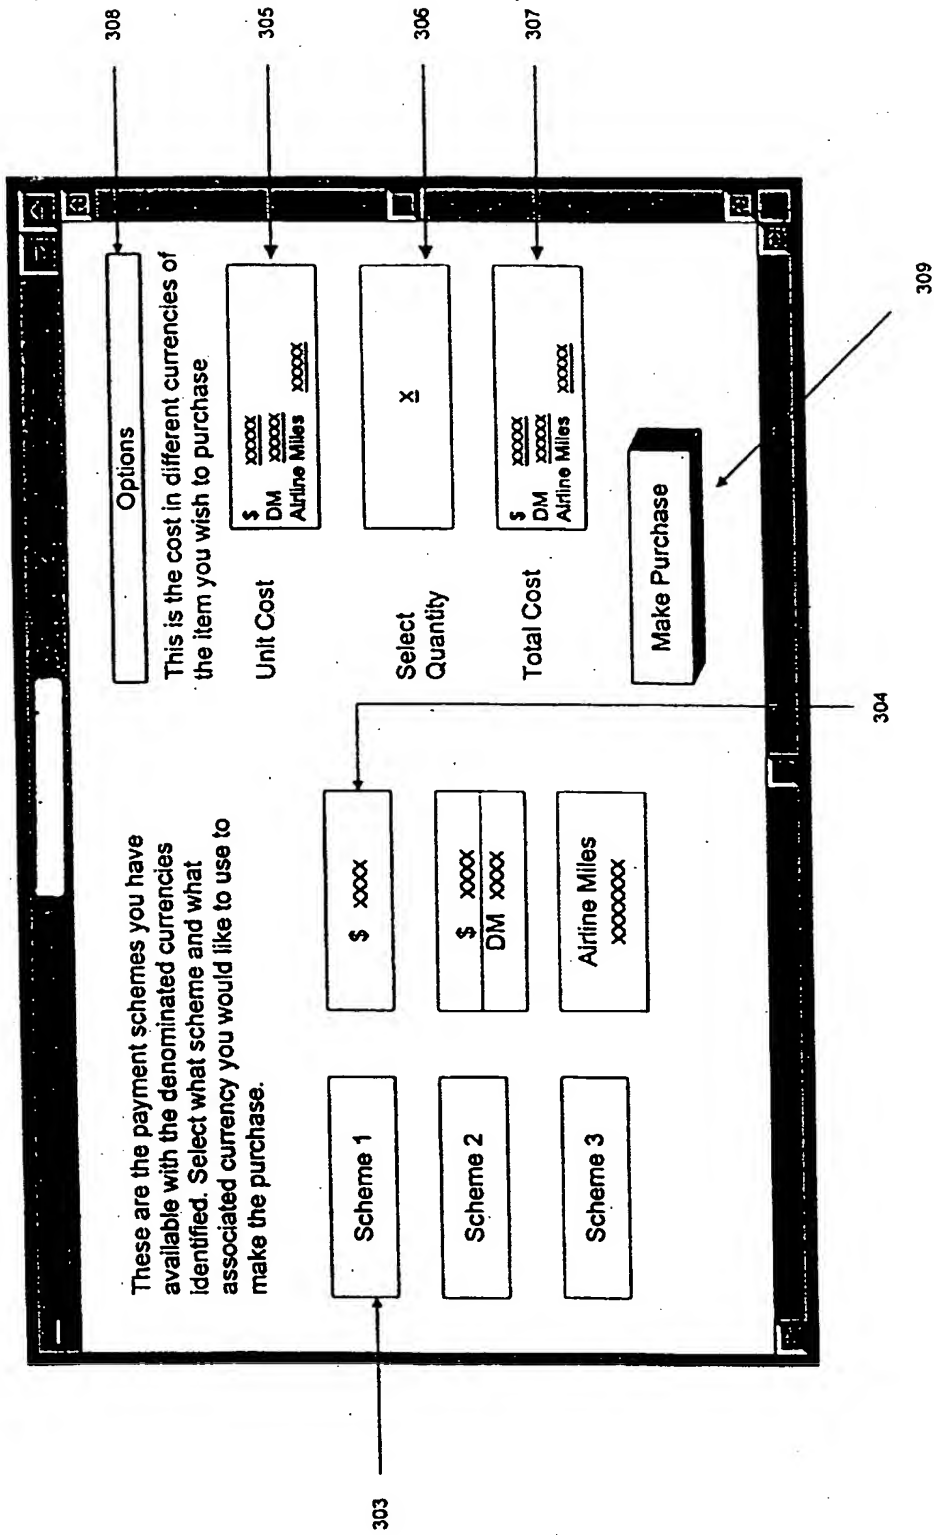 These are the payment schemes you have
available with the denominated currencies
identified. Select what scheme and what
associated currency you would like to use to
make the purchase.
Scheme 1
$ xxxx
Scheme 2
$ xxxx
DM xxxx
Scheme 3
Airline Miles
xxxxxxx
Options
This is the cost in different currencies of
the item you wish to purchase
Unit Cost
$ xxxxx
DM xxxxx
Airline Miles xxxxx
Select
Quantity
x
Total Cost
$ xxxxx
DM xxxxx
Airline Miles xxxxx
Make Purchase
303
304
308
305
306
307
309